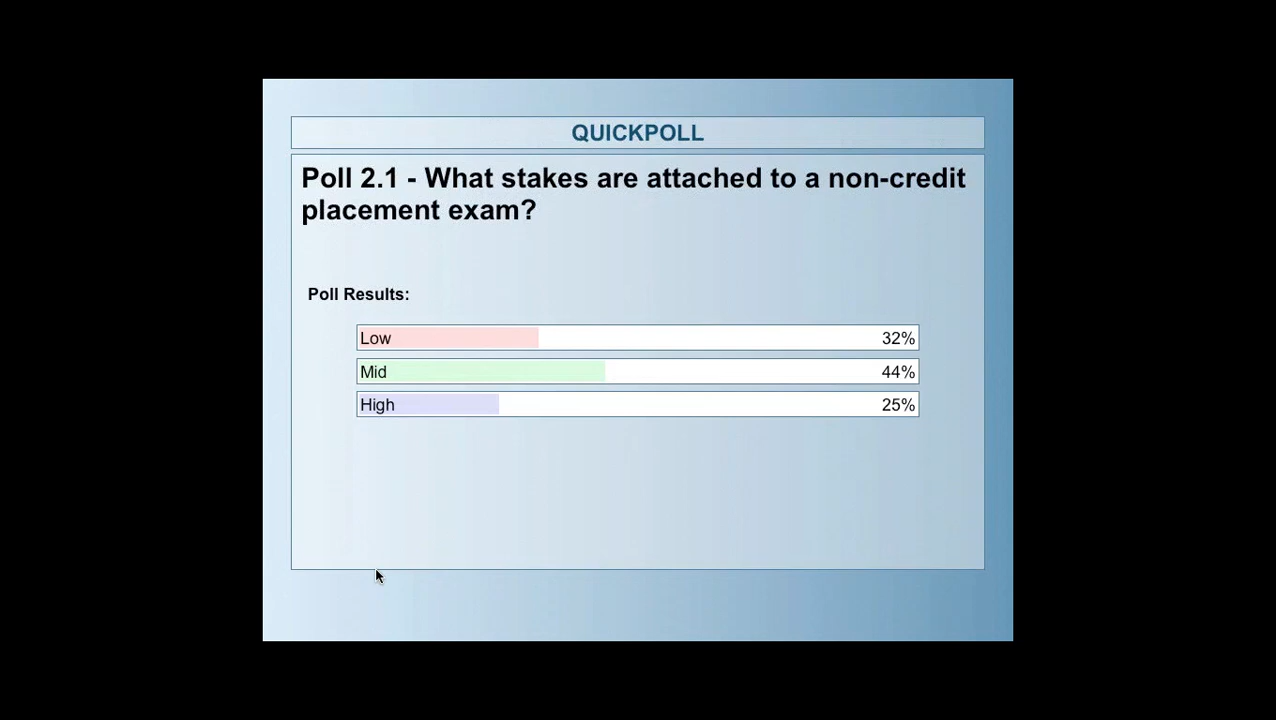 QUICKPOLL
Poll 2.1 - What stakes are attached to a non-credit
placement exam?
Poll Results:
Low 32%
Mid 44%
High 25%